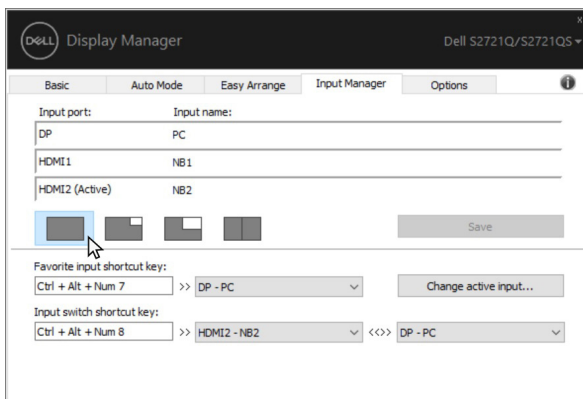 DELL Display Manager
Dell S2721Q/S2721QS
Basic Auto Mode Easy Arrange Input Manager Options
Input port: Input name:
DP PC
HDMI1 NB1
HDMI2 (Active) NB2
Save
Favorite input shortcut key:
Ctrl + Alt + Num 7 >> DP - PC Change active input...
Input switch shortcut key:
Ctrl + Alt + Num 8 >> HDMI2 - NB2 <<>> DP - PC